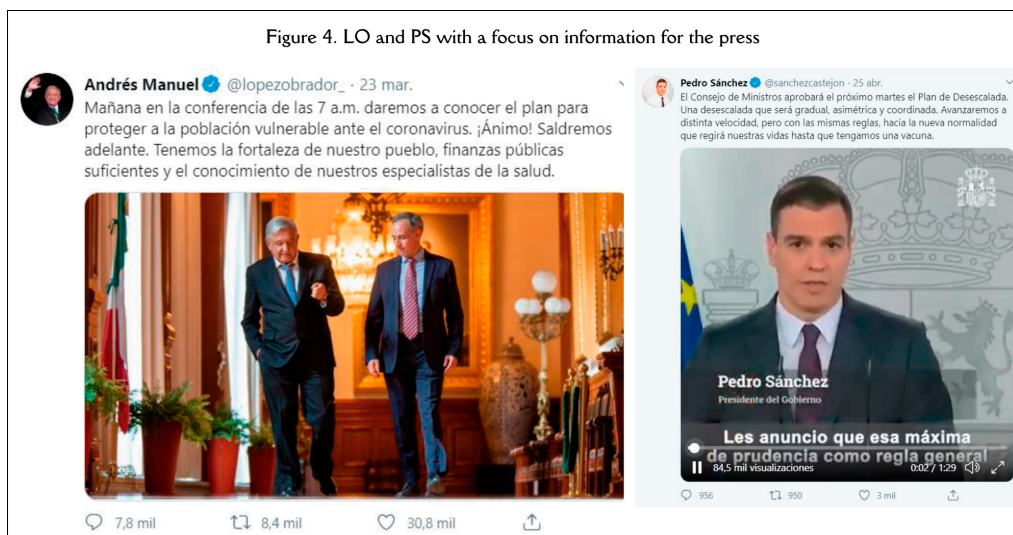 Figure 4. LO and PS with a focus on information for the press
Andrés Manuel @lopezobrador_ · 23 mar.
Mañana en la conferencia de las 7 a.m. daremos a conocer el plan para
proteger a la población vulnerable ante el coronavirus. ¡Ánimo! Saldremos
adelante. Tenemos la fortaleza de nuestro pueblo, finanzas públicas
suficientes y el conocimiento de nuestros especialistas de la salud.
7,8 mil 8,4 mil 30,8 mil
Pedro Sánchez @sanchezcastejon · 25 abr.
El Consejo de Ministros aprobará el próximo martes el Plan de Desescalada.
Una desescalada que será gradual, asimétrica y coordinada. Avanzaremos a
distinta velocidad, pero con las mismas reglas, hacia la nueva normalidad
que regirá nuestras vidas hasta que tengamos una vacuna.
Pedro Sánchez
Presidente del Gobierno
Les anuncio que esa máxima
de prudencia como regla general
84,5 mil visualizaciones 0:02 / 1:29
956 950 3 mil